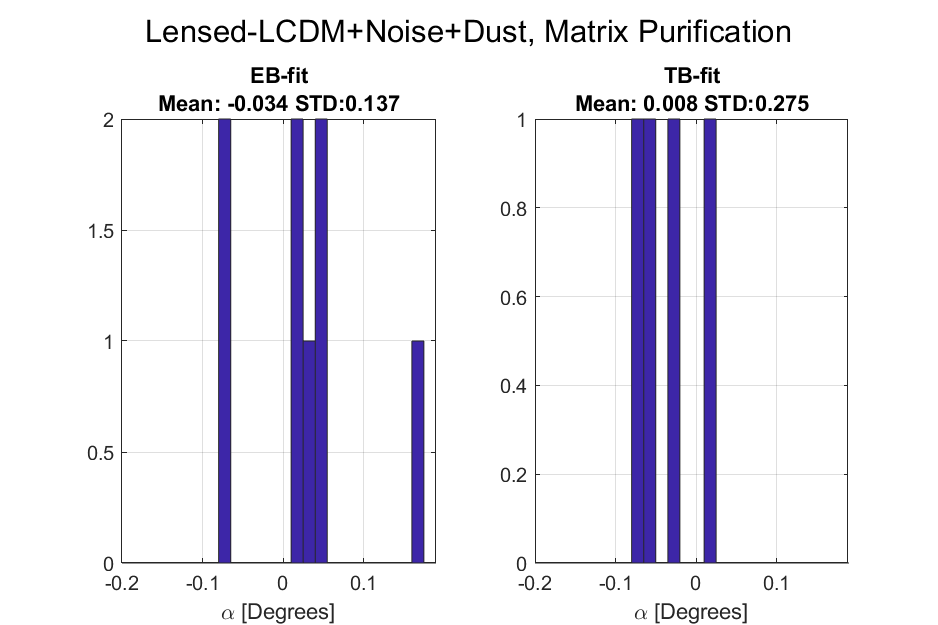 Lensed-LCDM+Noise+Dust, Matrix Purification
EB-fit
Mean: -0.034 STD:0.137
2
1.5
1
0.5
0
-0.2
-0.1
0
0.1
α [Degrees]
TB-fit
Mean: 0.008 STD:0.275
1
0.8
0.6
0.4
0.2
0
-0.2
-0.1
0
0.1
α [Degrees]